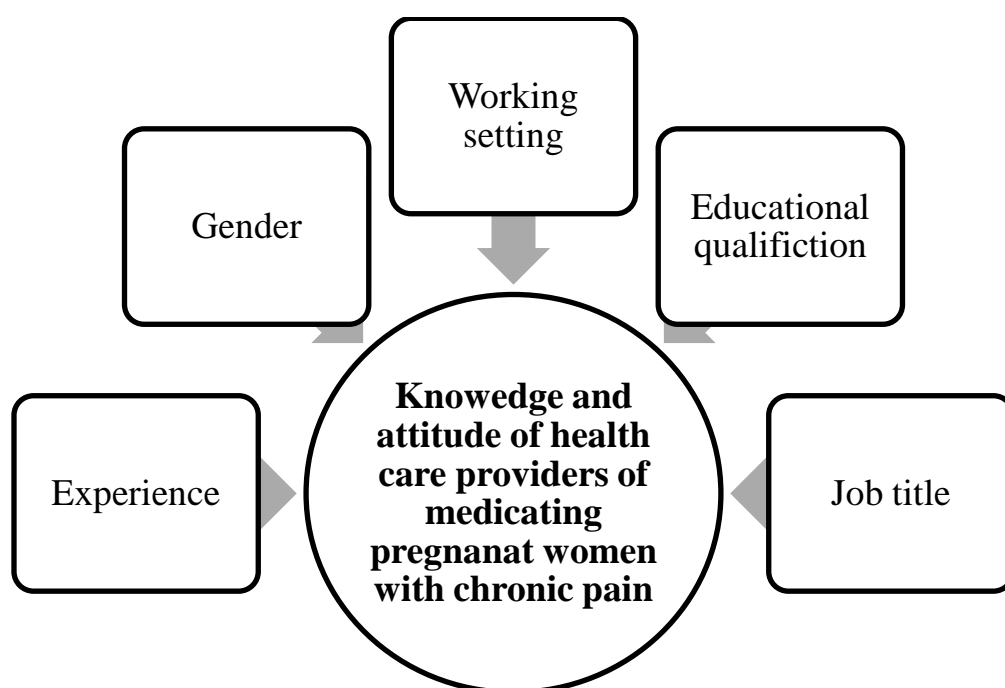 Working
setting
Gender
Educational
qualifiction
Experience
Knowedge and
attitude of health
care providers of
medicating
pregnanat women
with chronic pain
Job title